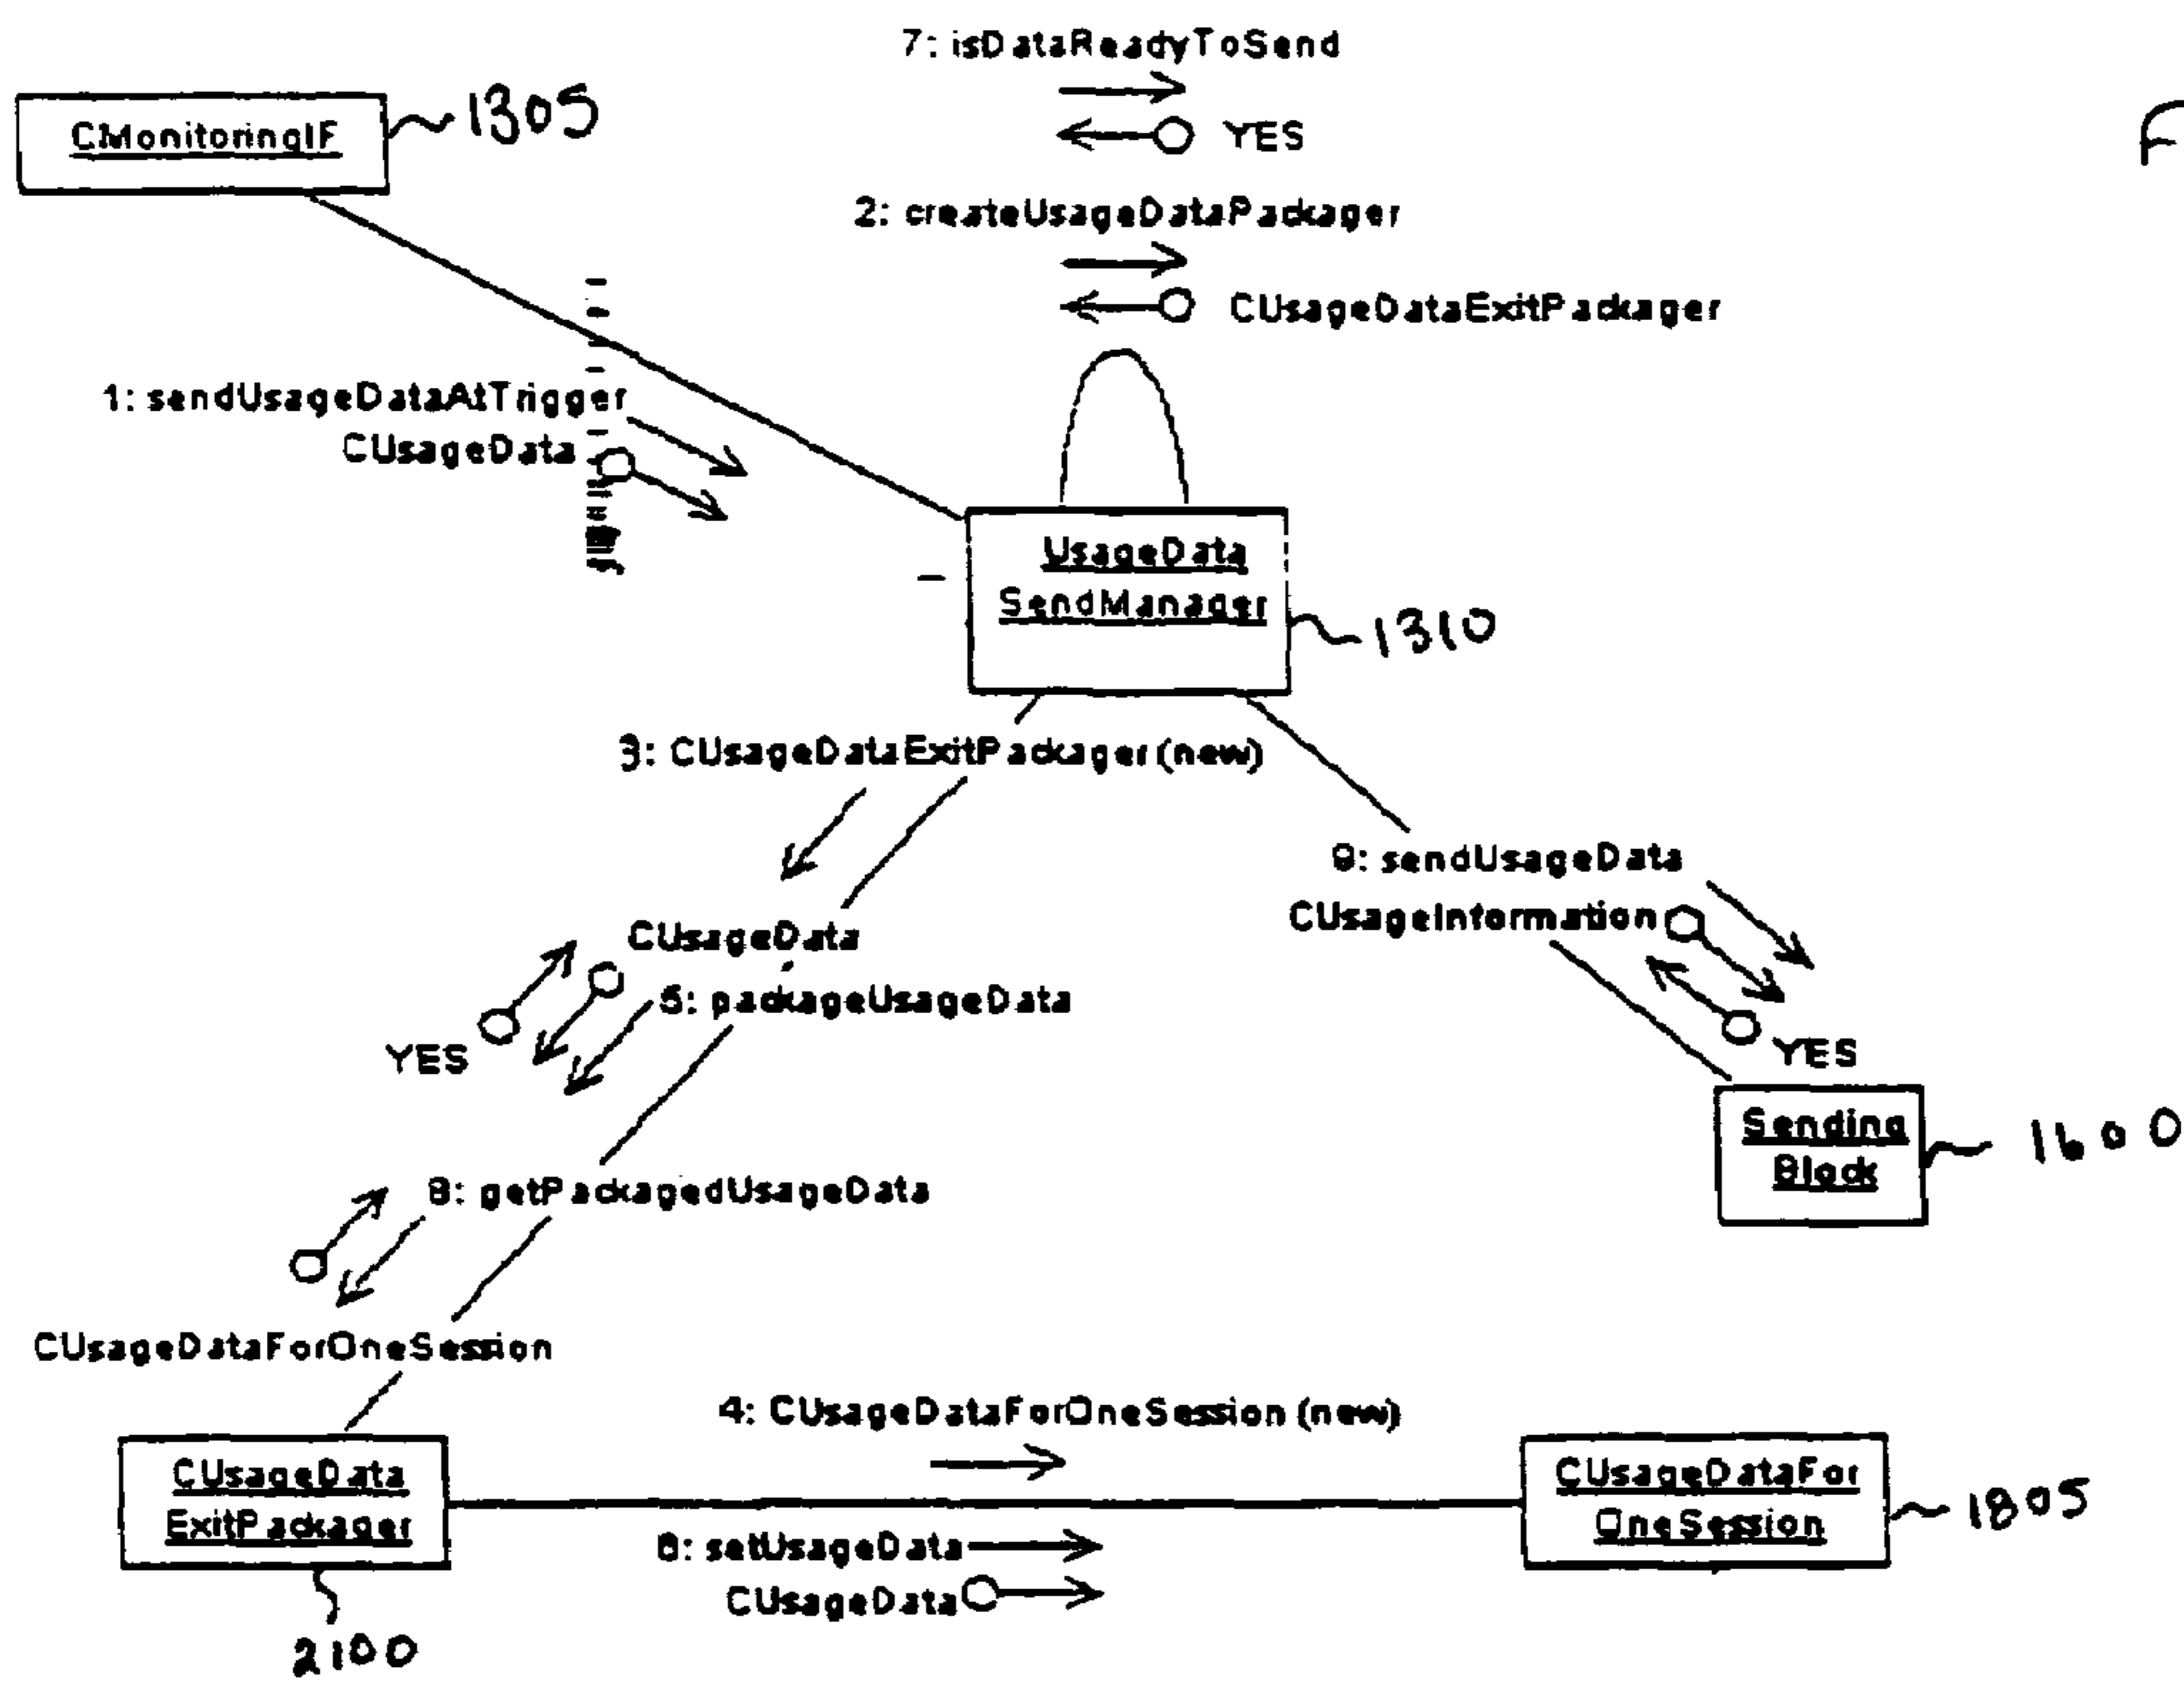 7: isDataReadyToSend
YES
CMonitoringIF
1305
2: createUsageDataPackager
CUsageDataExitPackager
1: sendUsageDataAtTrigger
CUsageData
UsageData
SendManager
1310
3: CUsageDataExitPackager(new)
9: sendUsageData
CUsageInformation
YES
CUsageData
5: packageUsageData
YES
Sending
Block
1600
8: getPackagedUsageData
CUsageDataForOneSession
4: CUsageDataForOneSession (new)
CUsageData
ExitPackager
2100
CUsageDataFor
OneSession
1805
6: setUsageData
CUsageData